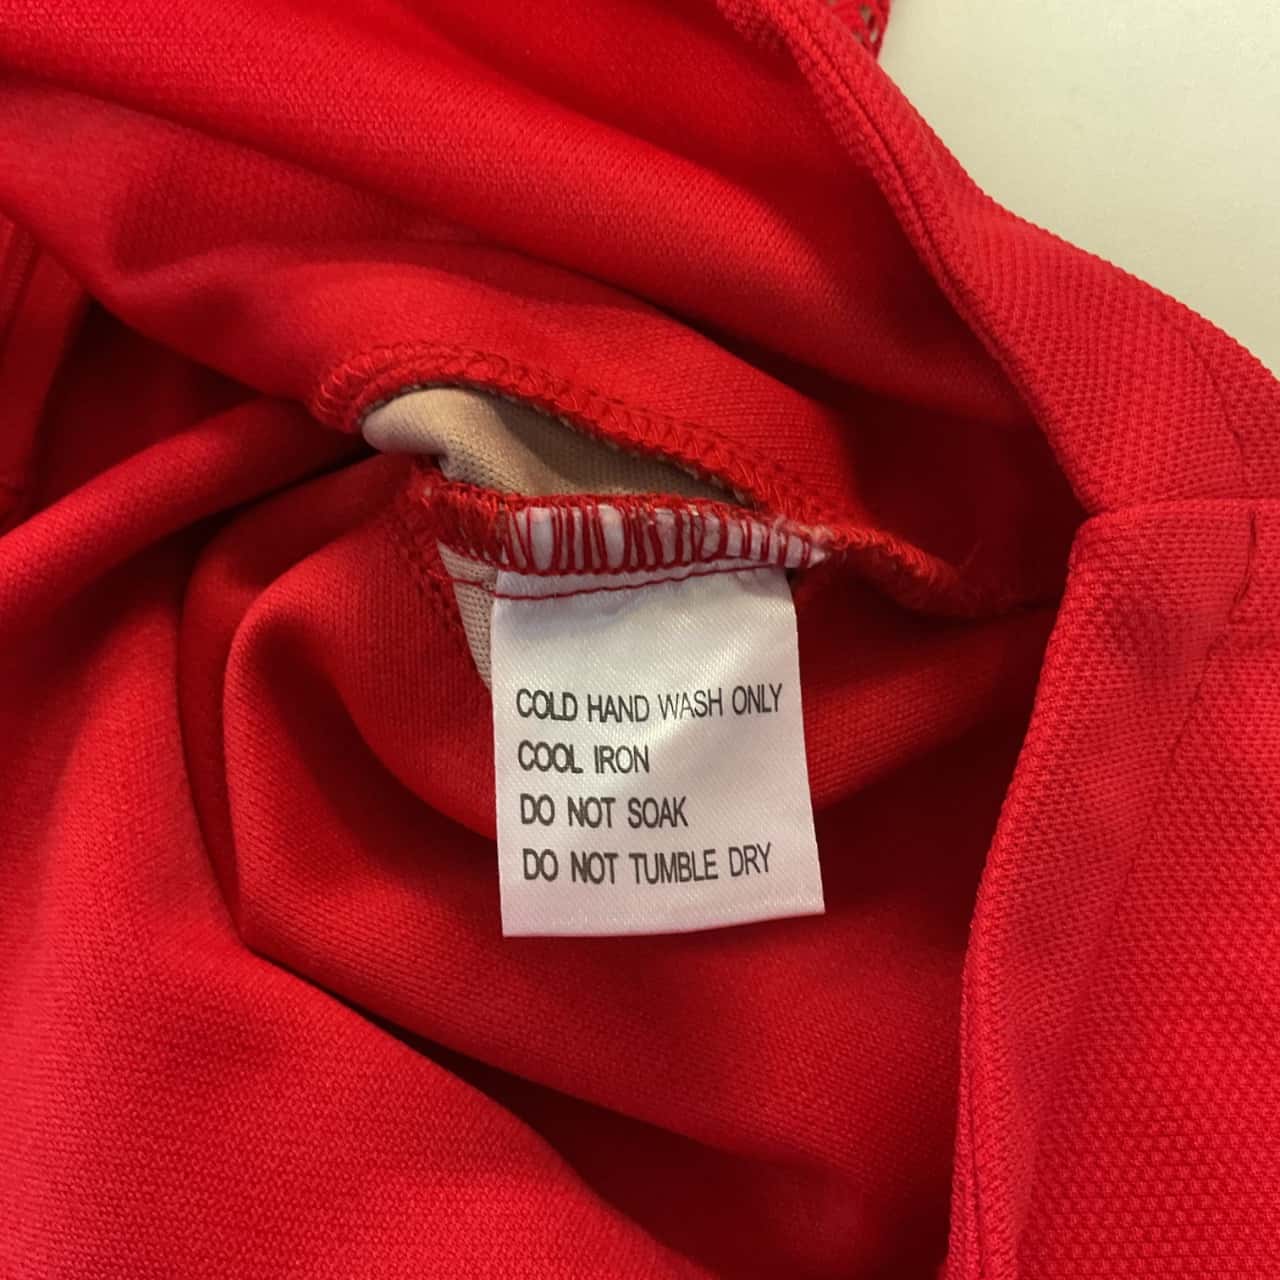 COLD HAND WASH ONLY
COOL IRON
DO NOT SOAK
DO NOT TUMBLE DRY